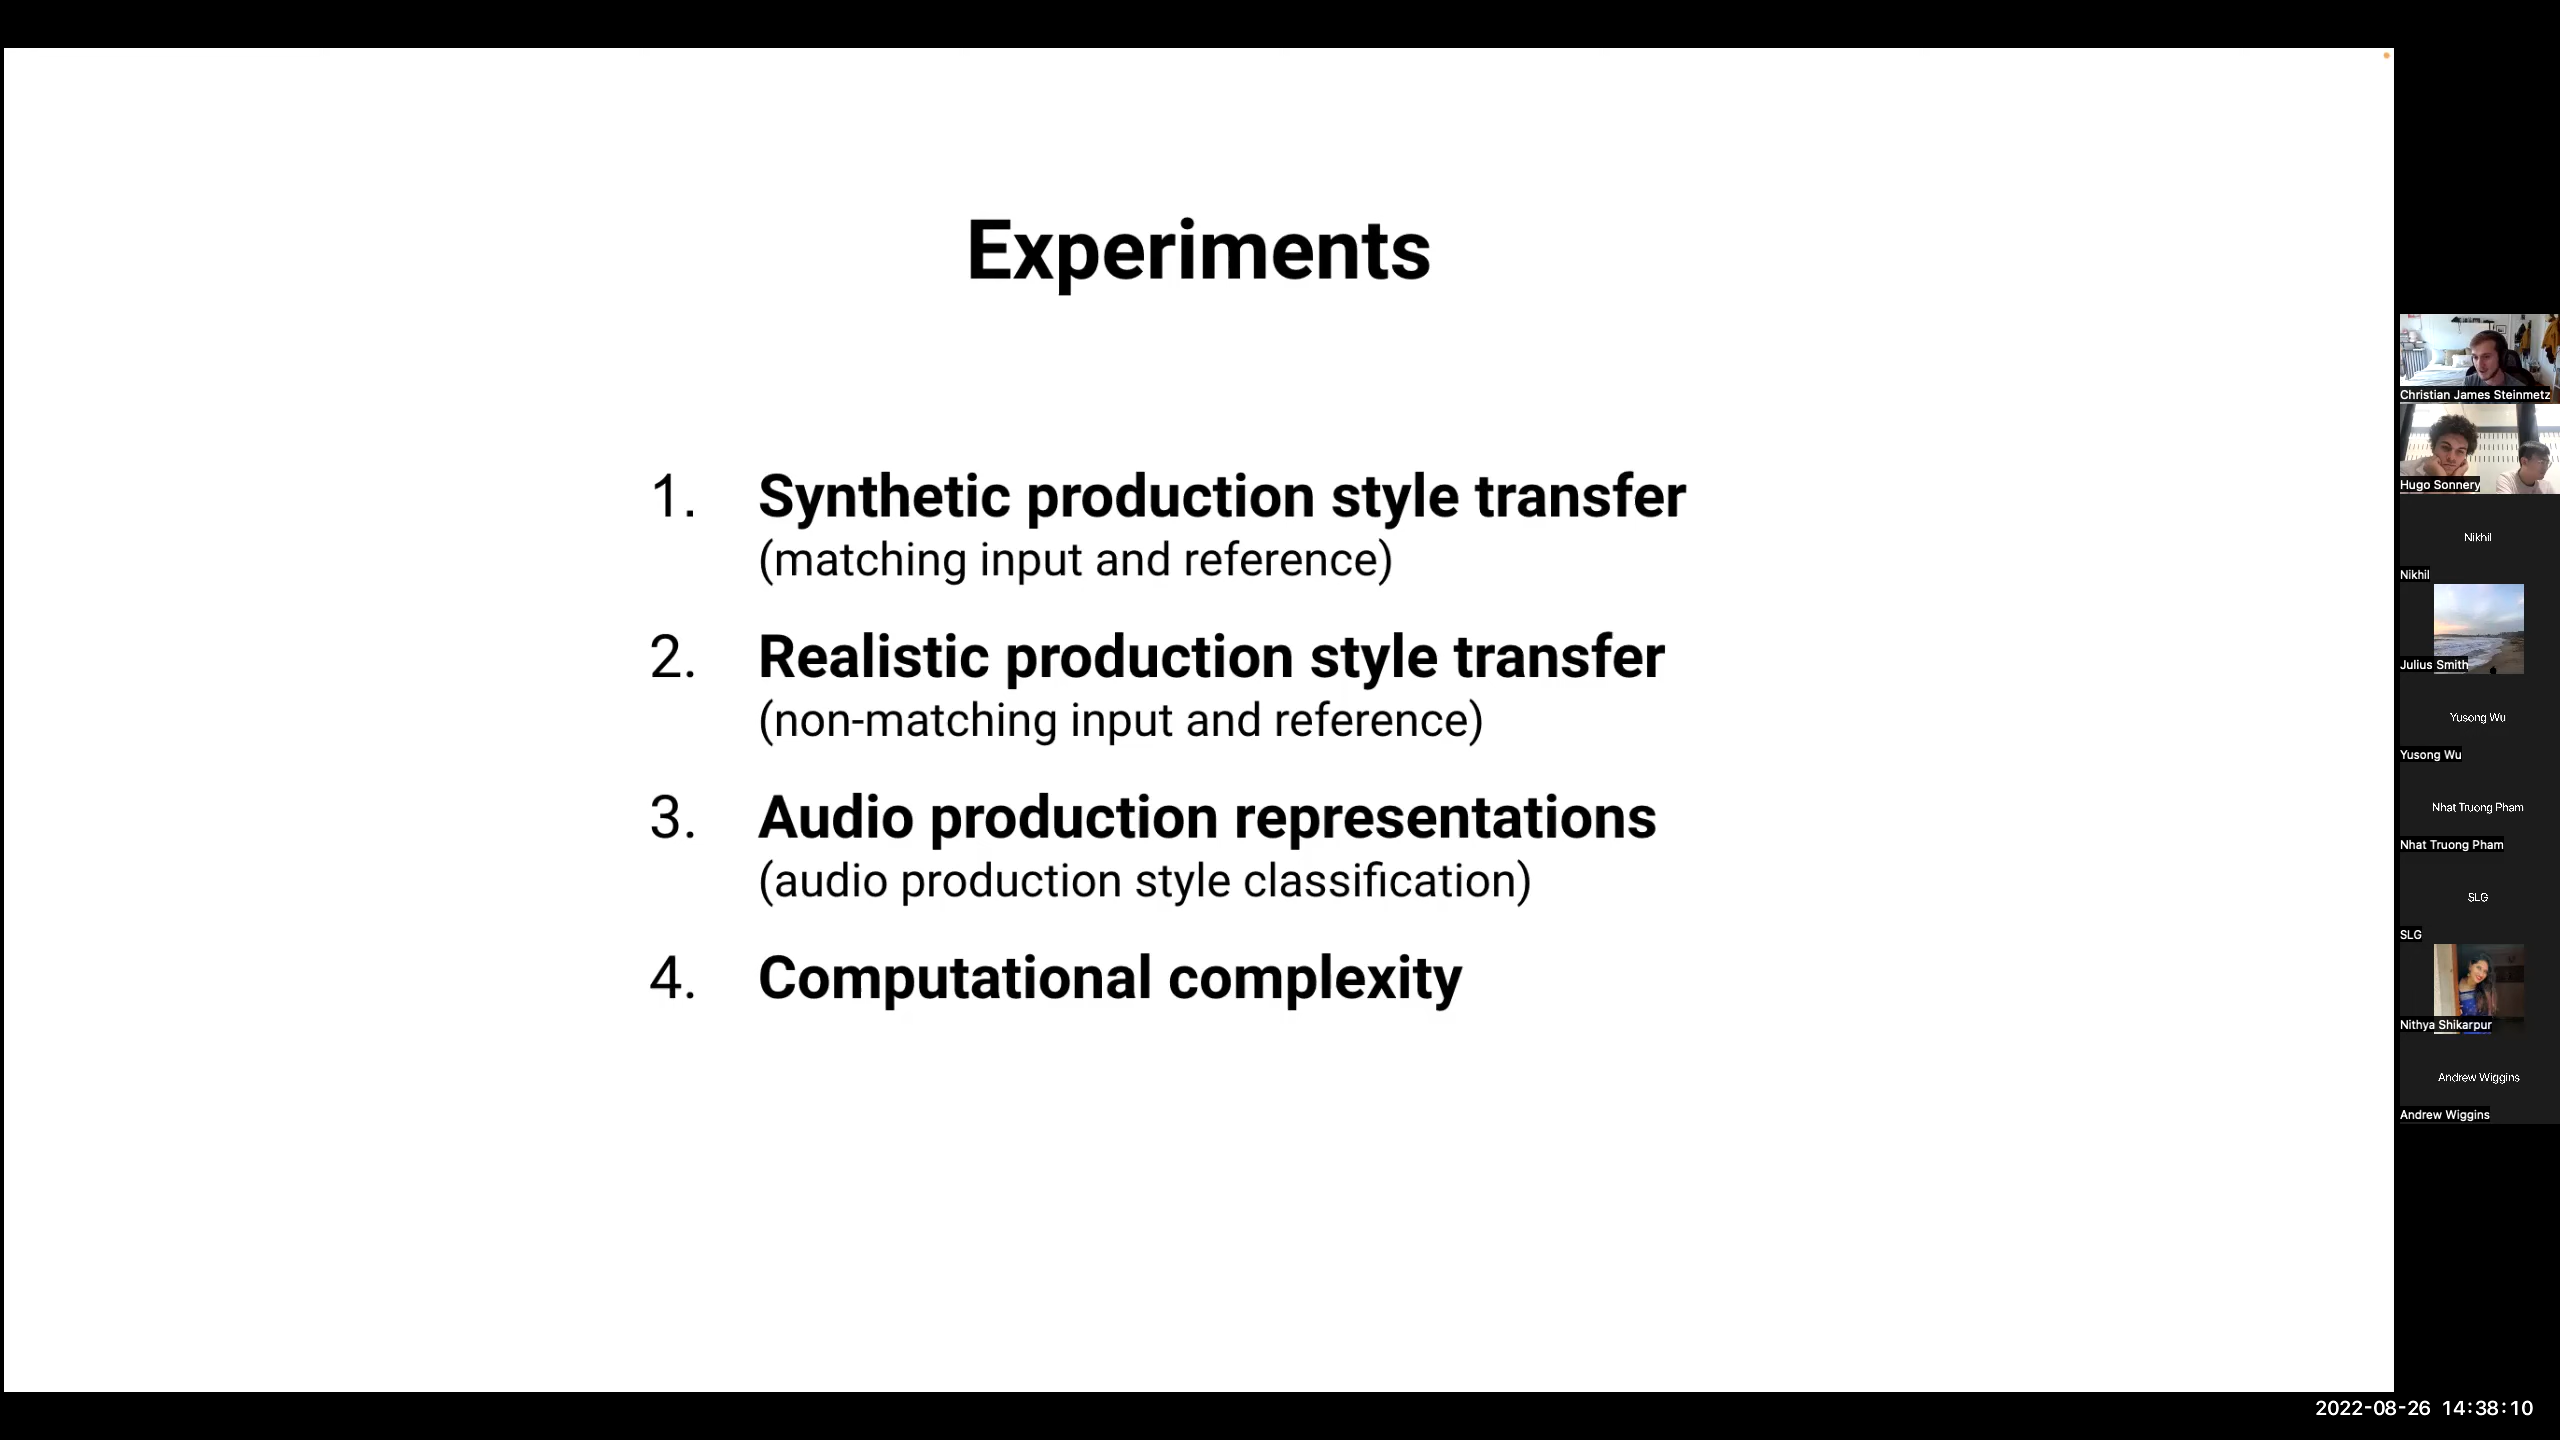 Experiments
1. Synthetic production style transfer
(matching input and reference)
2. Realistic production style transfer
(non-matching input and reference)
3. Audio production representations
(audio production style classification)
4. Computational complexity
Christian James Steinmetz
Hugo Sonnery
Nikhil
Nikhil
Julius Smith
Yusong Wu
Yusong Wu
Nhat Truong Pham
Nhat Truong Pham
SLG
SLG
Nithya Shikarpur
Andrew Wiggins
Andrew Wiggins
2022-08-26 14:38:10